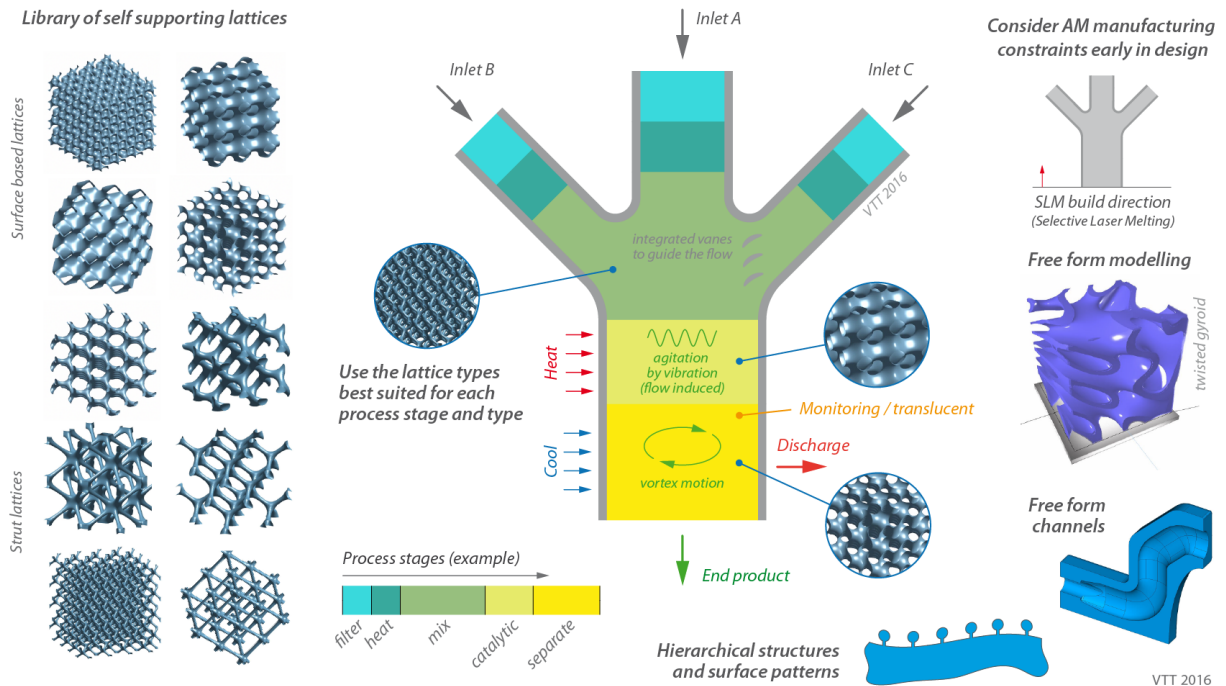 Library of self supporting lattices
Surface based lattices
Strut lattices
Inlet A
Inlet B
Inlet C
VTT 2016
integrated vanes
to guide the flow
Heat
agitation
by vibration
(flow induced)
Use the lattice types
best suited for each
process stage and type
Monitoring / translucent
Cool
vortex motion
Discharge
End product
Process stages (example)
filter
heat
mix
catalytic
separate
Consider AM manufacturing
constraints early in design
SLM build direction
(Selective Laser Melting)
Free form modelling
twisted gyroid
Free form
channels
Hierarchical structures
and surface patterns
VTT 2016